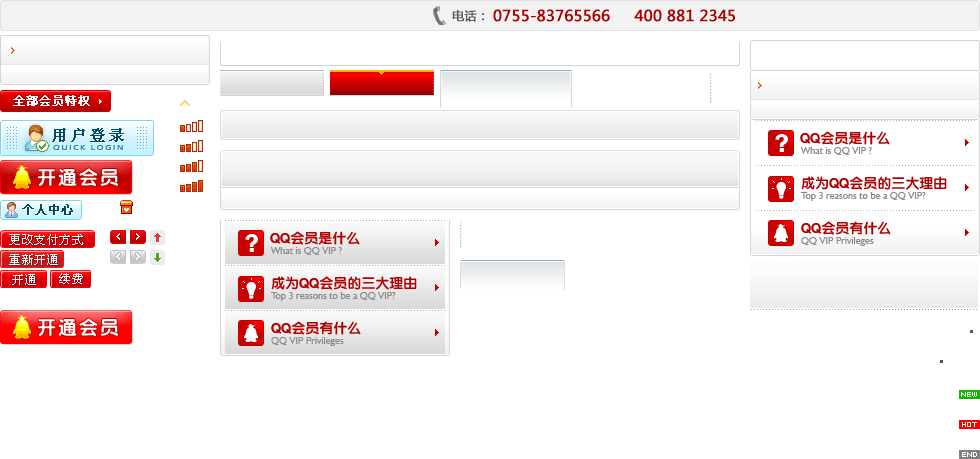 电话： 0755-83765566 400 881 2345
全部会员特权
用户登录
QUICK LOGIN
开通会员
个人中心
更改支付方式
重新开通
开通 续费
开通会员
QQ会员是什么
What is QQ VIP ?
成为QQ会员的三大理由
Top 3 reasons to be a QQ VIP?
QQ会员有什么
QQ VIP Privileges
QQ会员是什么
What is QQ VIP ?
成为QQ会员的三大理由
Top 3 reasons to be a QQ VIP?
QQ会员有什么
QQ VIP Privileges
NEW
HOT
END